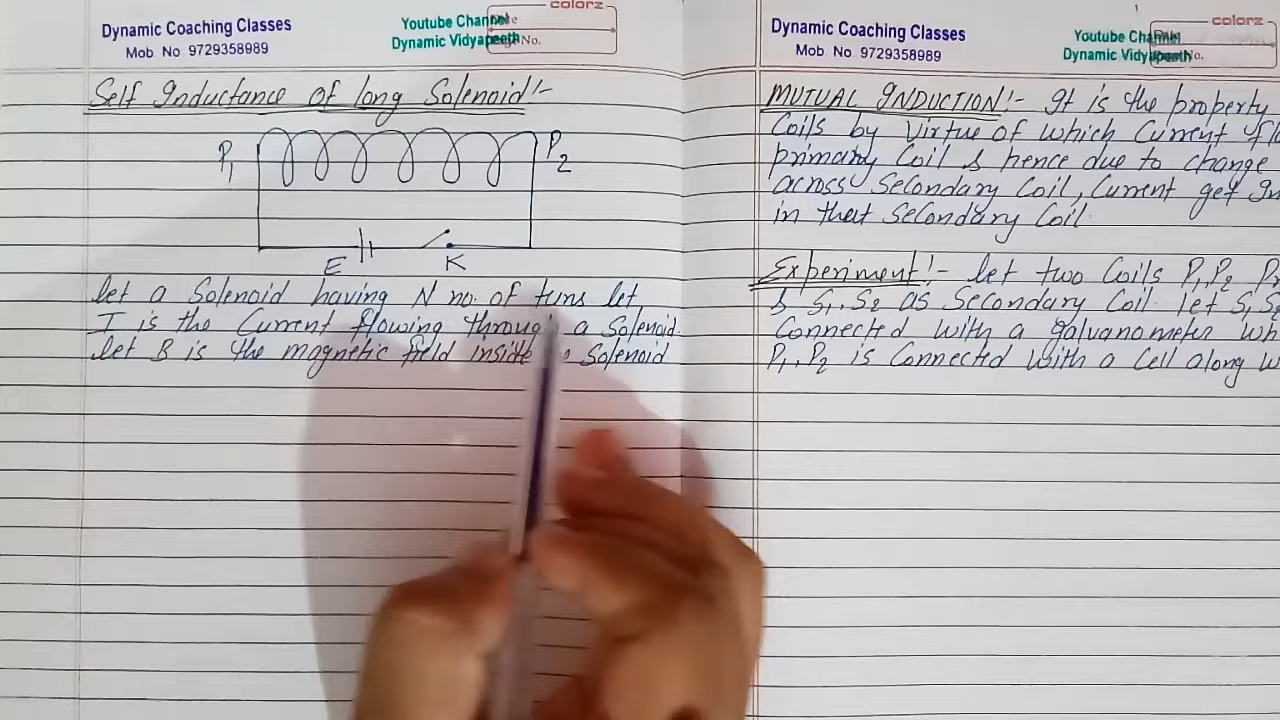 Dynamic Coaching Classes
Mob No 9729358989
Youtube Channel
Dynamic Vidyapeeth
colorz
No.
Self Inductance of long Solenoid:-
P1
P2
E
K
let a Solenoid having N no. of turns let
I is the Current flowing through a Solenoid.
let B is the magnetic field inside Solenoid
Dynamic Coaching Classes
Mob No 9729358989
Youtube Channel
Dynamic Vidyapeeth
colorz
No.
MUTUAL INDUCTION:- It is the property
Coils by virtue of which Current
primary Coil & hence due to change
across Secondary Coil, Current get
in that Secondary Coil.
Experiment:- let two Coils P1, P2
& S1, S2 as Secondary Coil. let S1
Connected with a galvanometer
P1, P2 is Connected with a Cell along